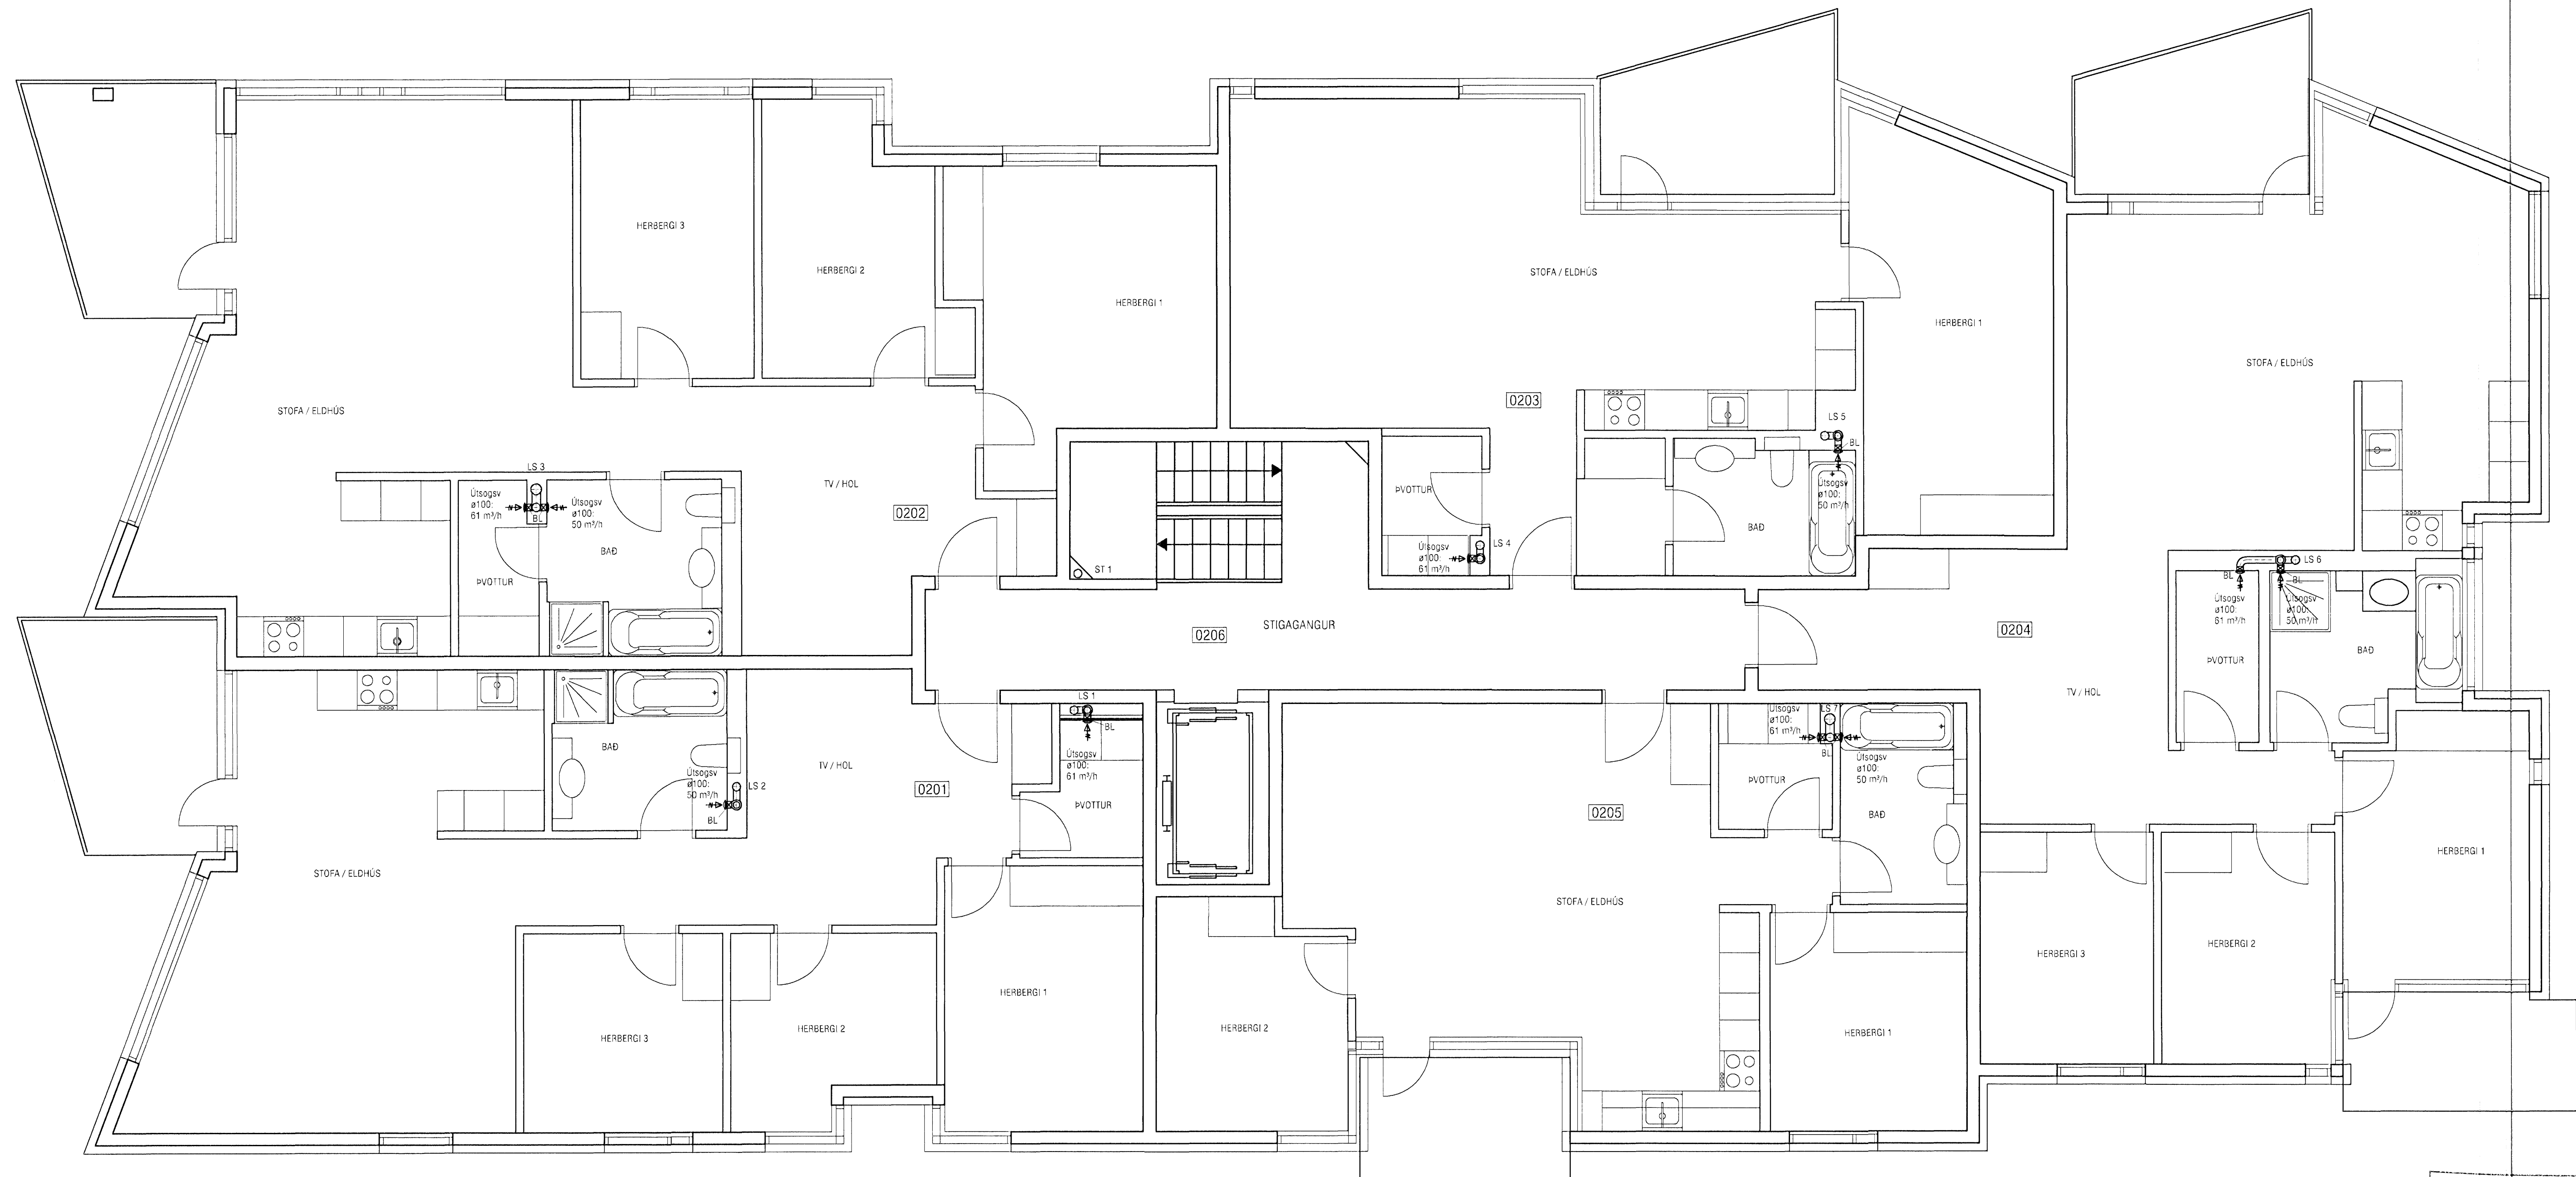 HERBERGI 3
HERBERGI 2
HERBERGI 1
STOFA / ELDHÚS
TV / HOL
0202
LS 3
Útsogsv
ø100:
61 m³/h
BL
Útsogsv
ø100:
50 m³/h
BAÐ
ÞVOTTUR
ST 1
STOFA / ELDHÚS
0203
HERBERGI 1
LS 5
BL
Útsogsv
ø100:
50 m³/h
BAÐ
ÞVOTTUR
LS 4
Útsogsv
ø100:
61 m³/h
STOFA / ELDHÚS
LS 6
BL
BL
Útsogsv
ø100:
61 m³/h
Útsogsv
ø100:
50 m³/h
BAÐ
ÞVOTTUR
0204
TV / HOL
HERBERGI 1
HERBERGI 2
HERBERGI 3
STIGAGANGUR
0206
LS 1
BL
Útsogsv
ø100:
61 m³/h
ÞVOTTUR
0201
TV / HOL
BAÐ
Útsogsv
ø100:
50 m³/h
LS 2
BL
STOFA / ELDHÚS
HERBERGI 3
HERBERGI 2
HERBERGI 1
HERBERGI 2
0205
STOFA / ELDHÚS
Útsogsv
ø100:
61 m³/h
LS 7
BL
Útsogsv
ø100:
50 m³/h
ÞVOTTUR
BAÐ
HERBERGI 1